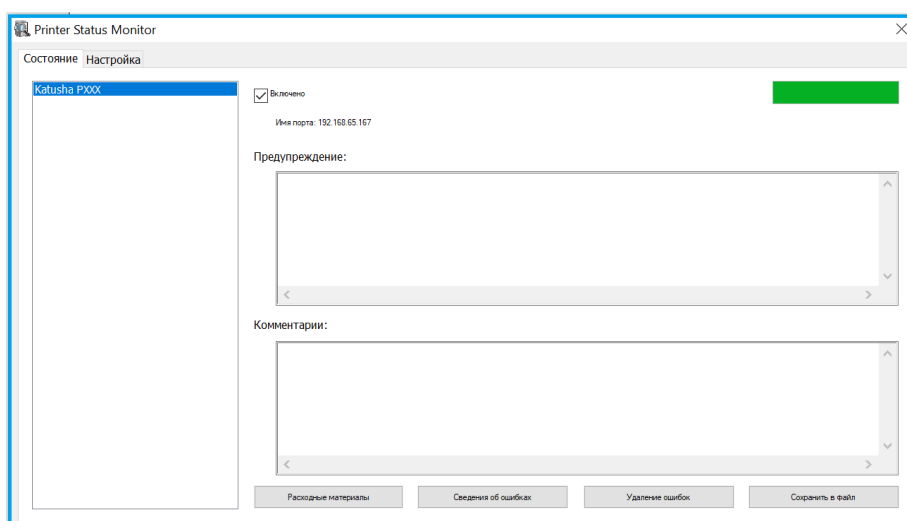 Printer Status Monitor
Состояние Настройка
Katusha PXXX
Включено
Имя порта: 192.168.65.167
Предупреждение:
Комментарии:
Расходные материалы Сведения об ошибках Удаление ошибок Сохранить в файл